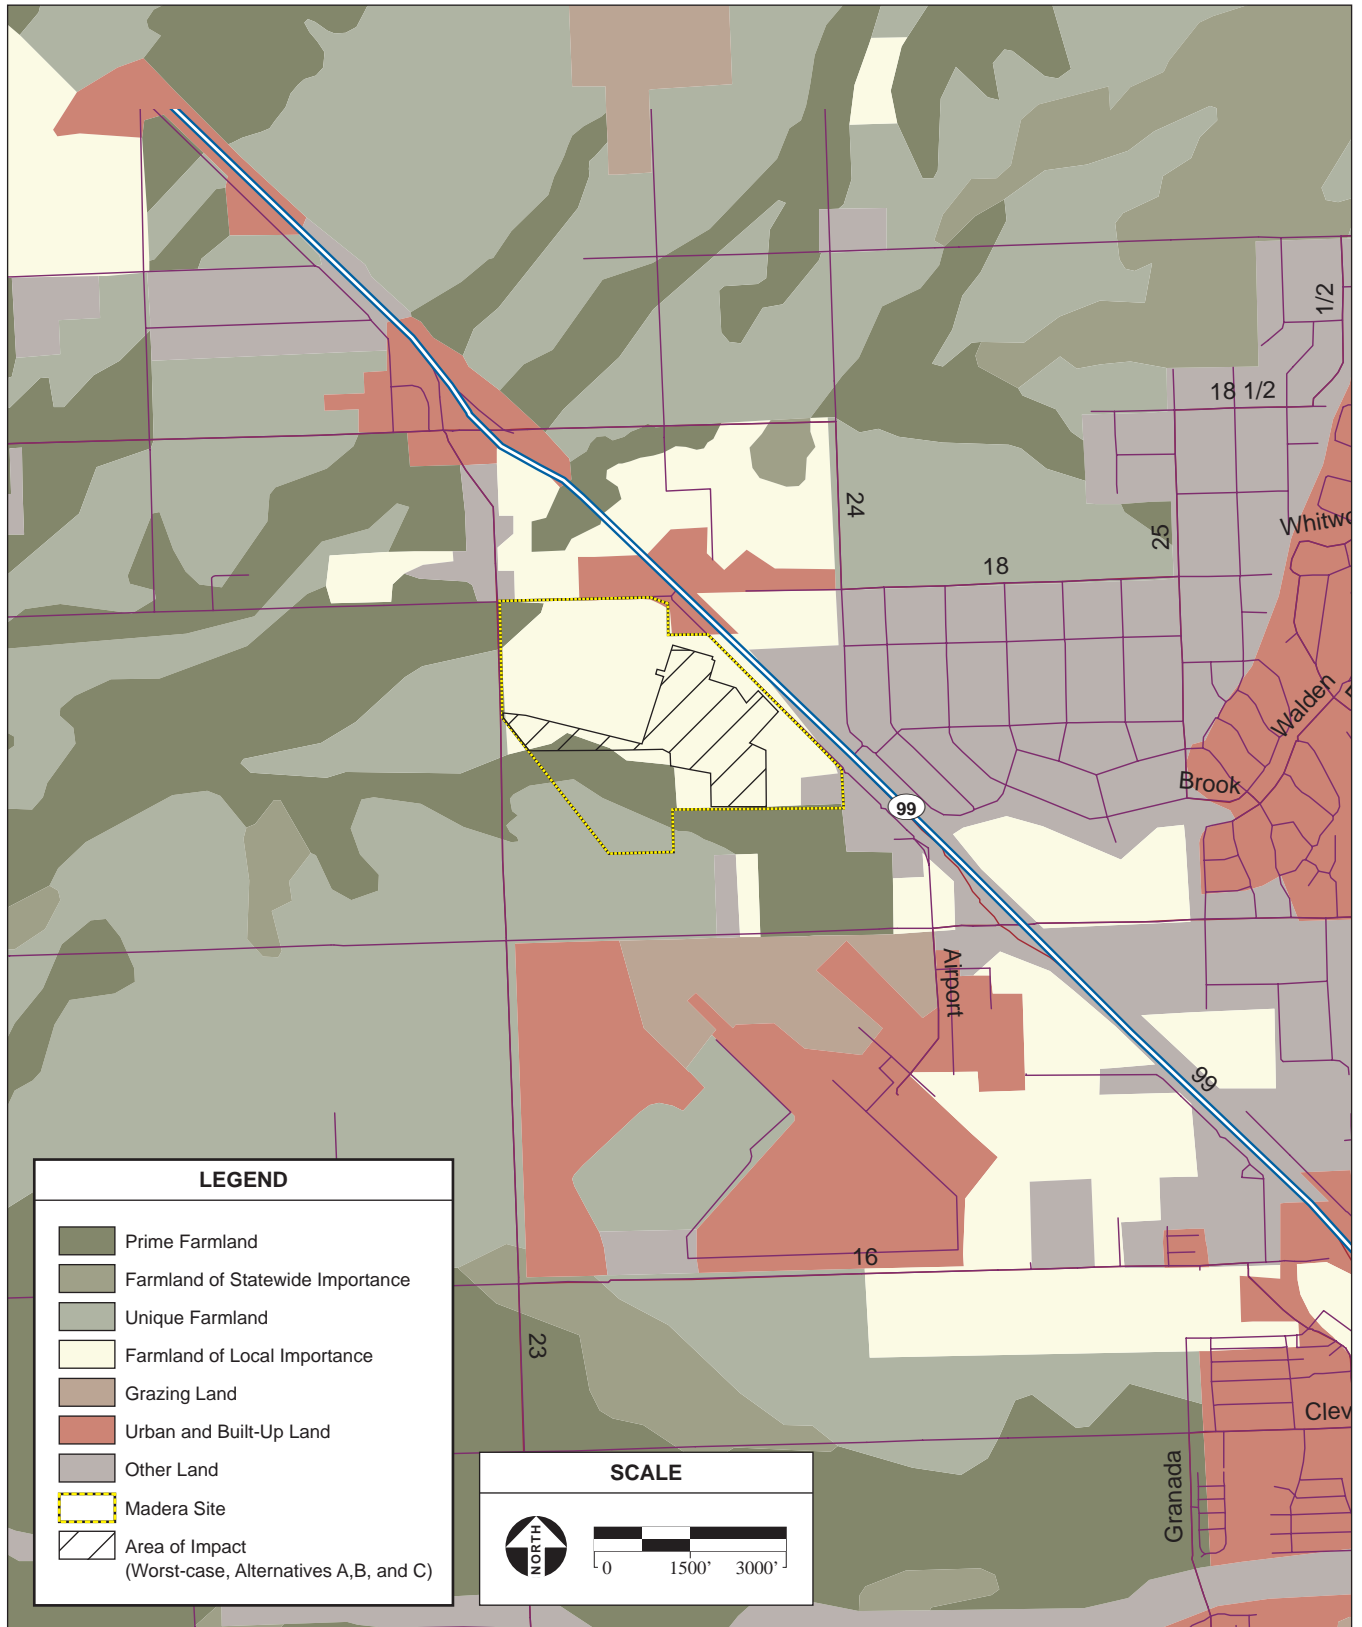 1/2
18 1/2
24
25
Whitwo
18
Walden
Brook
99
Airport
99
16
23
Clev
Granada
LEGEND
Prime Farmland
Farmland of Statewide Importance
Unique Farmland
Farmland of Local Importance
Grazing Land
Urban and Built-Up Land
Other Land
Madera Site
Area of Impact
(Worst-case, Alternatives A,B, and C)
SCALE
NORTH
0 1500' 3000'